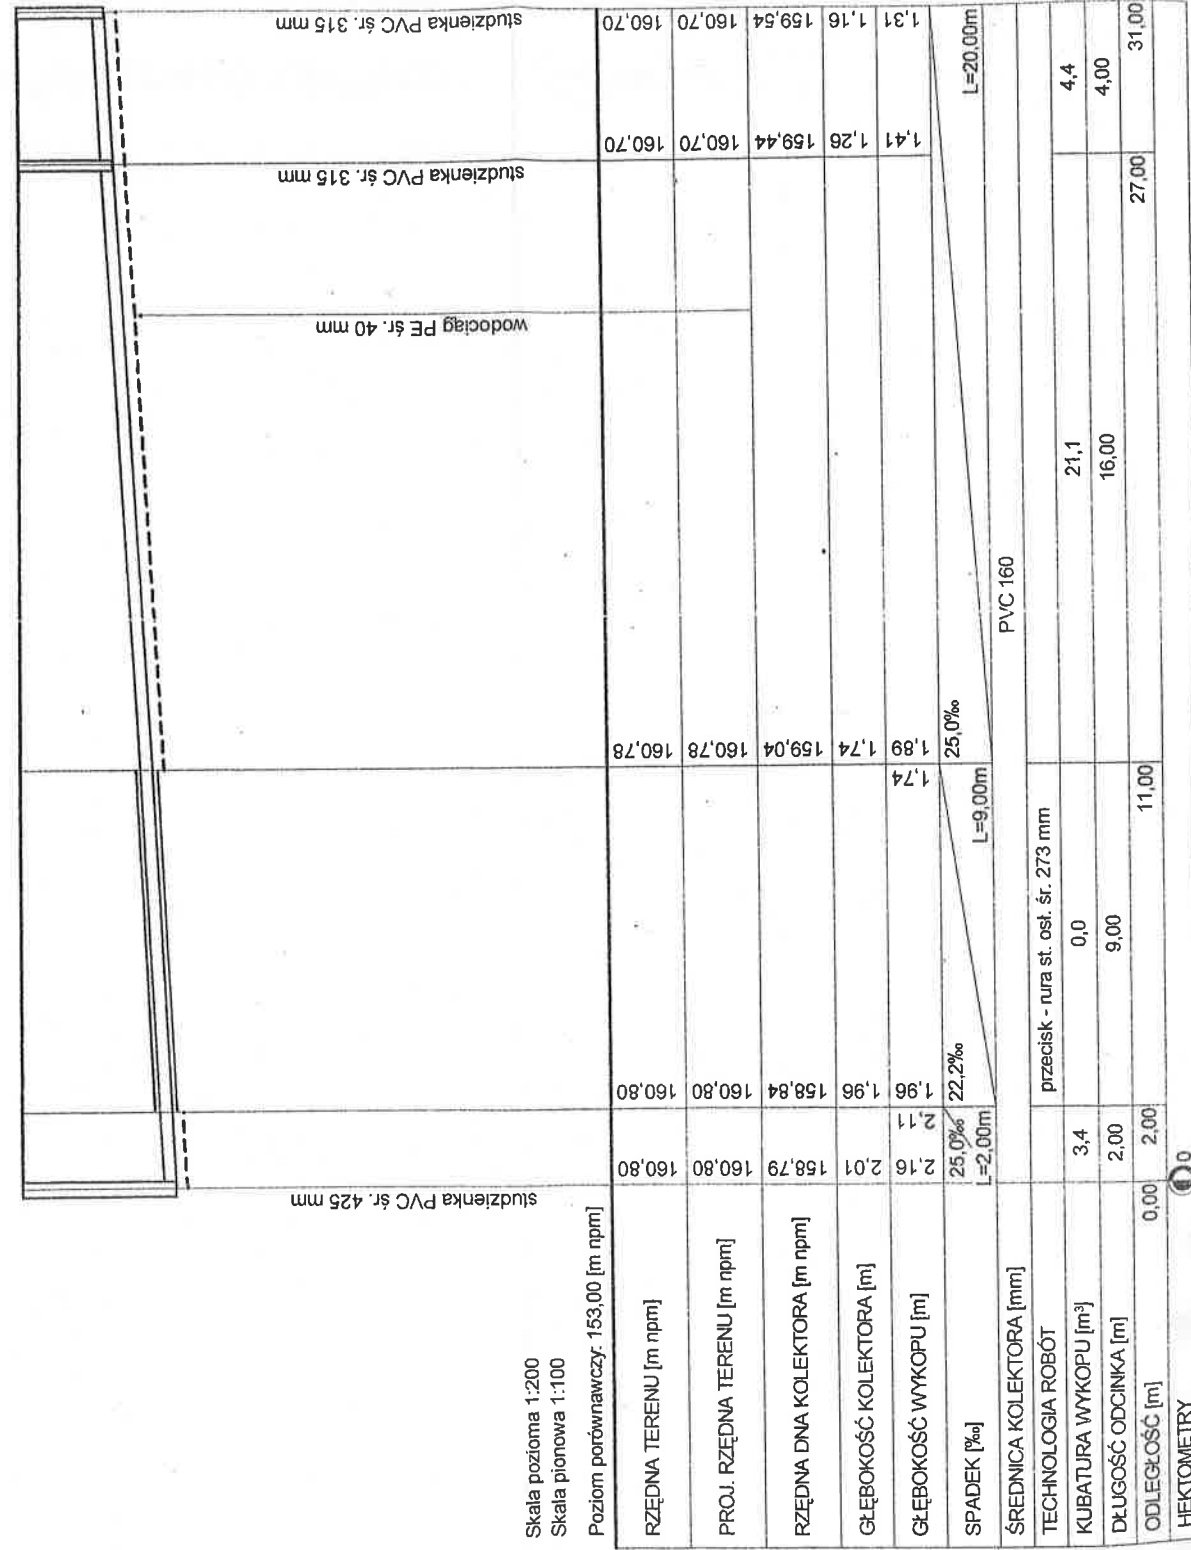 studzienka PVC śr. 425 mm
wodociąg PE śr. 40 mm
studzienka PVC śr. 315 mm
studzienka PVC śr. 315 mm
Skala pozioma 1:200
Skala pionowa 1:100
Poziom porównawczy: 153,00 [m npm]
RZĘDNA TERENU [m npm] 160,80 160,80 160,78 160,70 160,70
PROJ. RZĘDNA TERENU [m npm] 160,80 160,80 160,78 160,70 160,70
RZĘDNA DNA KOLEKTORA [m npm] 158,79 158,84 159,04 159,44 159,54
GŁĘBOKOŚĆ KOLEKTORA [m] 2,01 1,96 1,74 1,26 1,16
GŁĘBOKOŚĆ WYKOPU [m] 2,16 2,11 1,96 1,74 1,89 1,41 1,31
SPADEK [‰] 25,0‰ L=2,00m 22,2‰ L=9,00m 25,0‰ L=20,00m
ŚREDNICA KOLEKTORA [mm] PVC 160
TECHNOLOGIA ROBÓT przecisk - rura st. osł. śr. 273 mm
KUBATURA WYKOPU [m³] 3,4 0,0 21,1 4,4
DŁUGOŚĆ ODCINKA [m] 2,00 9,00 16,00 4,00
ODLEGŁOŚĆ [m] 0,00 2,00 11,00 27,00 31,00
HEKTOMETRY 0